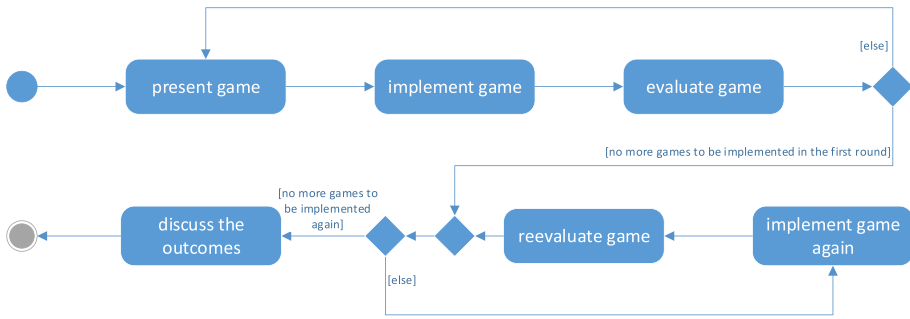 [else]
present game
implement game
evaluate game
[no more games to be implemented in the first round]
[no more games to
be implemented
again]
discuss the
outcomes
reevaluate game
implement game
again
[else]